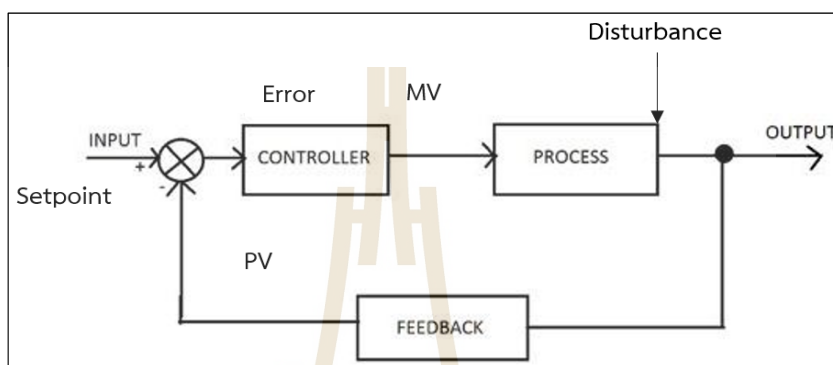 Disturbance
Error
MV
INPUT
OUTPUT
+
CONTROLLER
PROCESS
-
Setpoint
PV
FEEDBACK